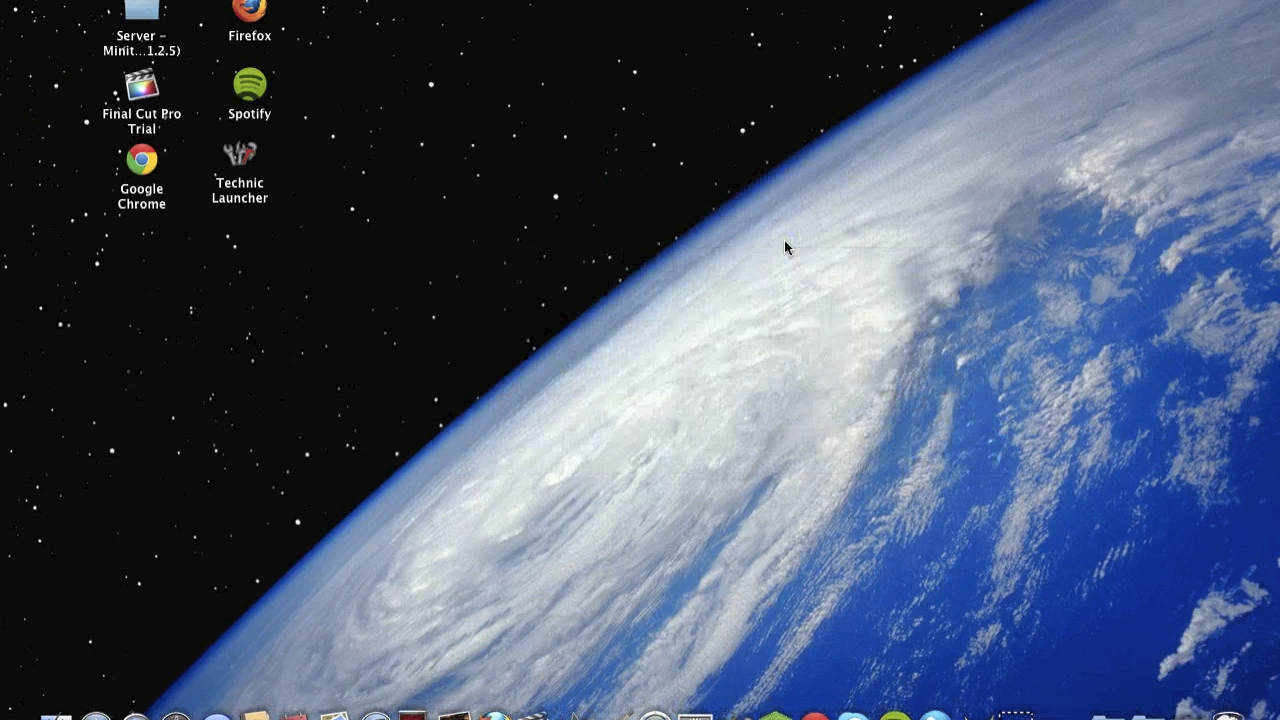 Server –
Minit...1.2.5)
Firefox
Final Cut Pro
Trial
Spotify
Google
Chrome
Technic
Launcher